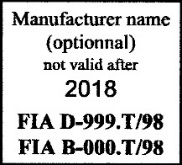 Manufacturer name
(optionnal)
not valid after
2018
FIA D-999.T/98
FIA B-000.T/98